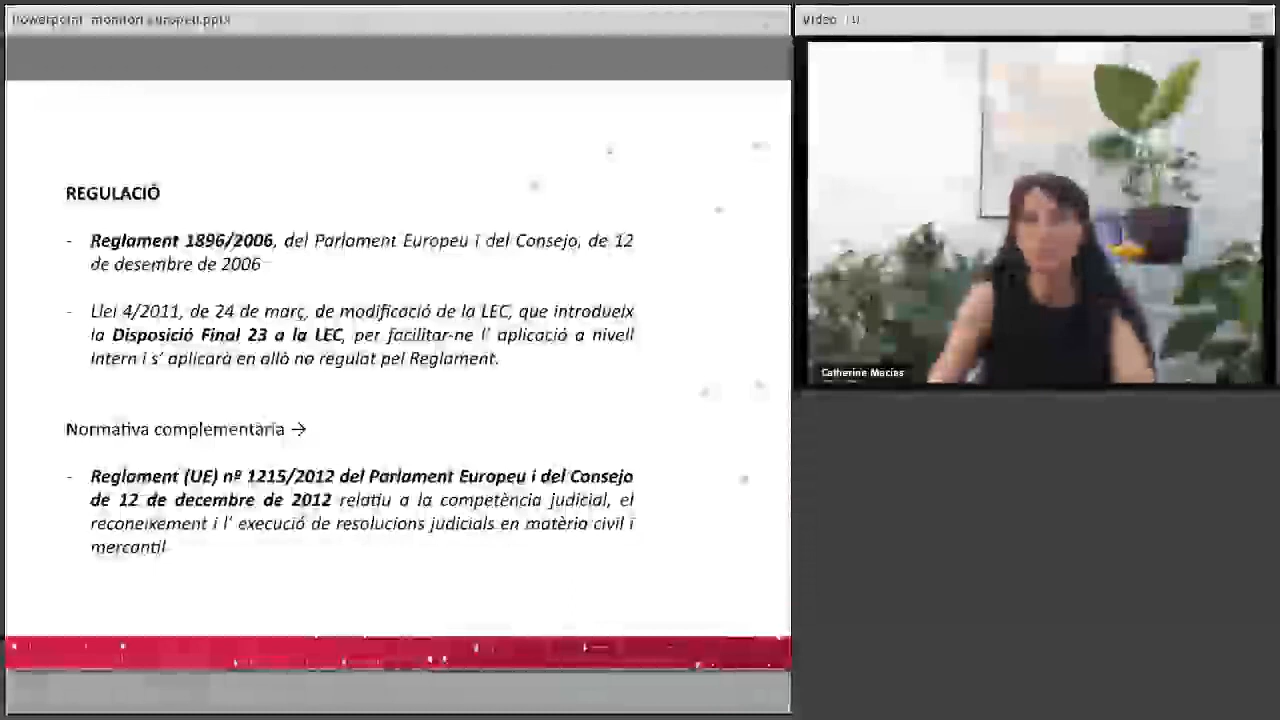 Powerpoint monitori europeu.pptx
Video
REGULACIÓ
- Reglament 1896/2006, del Parlament Europeu i del Consejo, de 12
de desembre de 2006
- Llei 4/2011, de 24 de març, de modificació de la LEC, que introdueix
la Disposició Final 23 a la LEC, per facilitar-ne l' aplicació a nivell
intern i s' aplicarà en allò no regulat pel Reglament.
Normativa complementària →
- Reglament (UE) nº 1215/2012 del Parlament Europeu i del Consejo
de 12 de decembre de 2012 relatiu a la competència judicial, el
reconeixement i l' execució de resolucions judicials en matèria civil i
mercantil
Catherine Macias